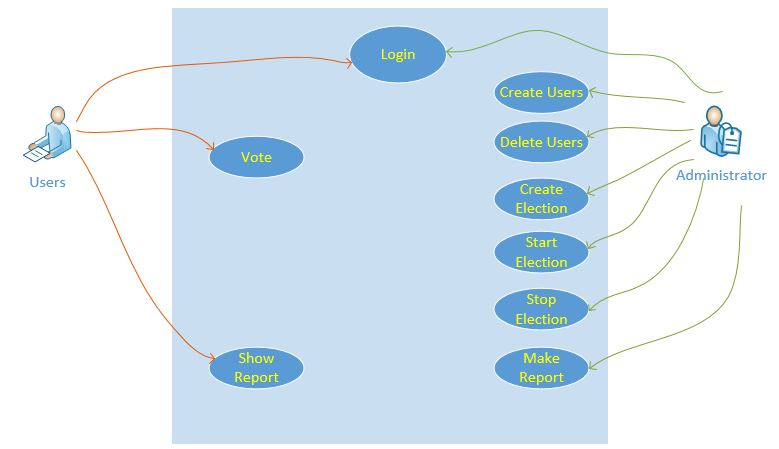 Login
Create Users
Delete Users
Vote
Users
Administrator
Create
Election
Start
Election
Stop
Election
Show
Report
Make
Report